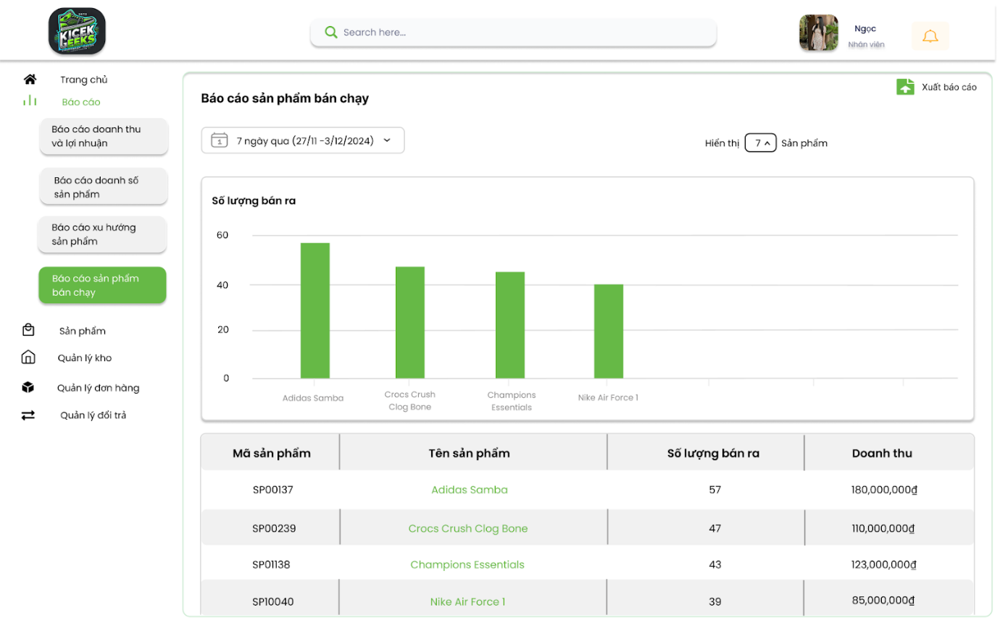 KICEK
GEEKS
Search here...
Ngọc
Nhân viên
Trang chủ
Báo cáo
Báo cáo doanh thu
và lợi nhuận
Báo cáo doanh số
sản phẩm
Báo cáo xu hướng
sản phẩm
Báo cáo sản phẩm
bán chạy
Sản phẩm
Quản lý kho
Quản lý đơn hàng
Quản lý đổi trả
Xuất báo cáo
Báo cáo sản phẩm bán chạy
1 7 ngày qua (27/11 -3/12/2024)
Hiển thị 7 Sản phẩm
Số lượng bán ra
60
40
20
0
Adidas Samba
Crocs Crush
Clog Bone
Champions
Essentials
Nike Air Force 1
Mã sản phẩm Tên sản phẩm Số lượng bán ra Doanh thu
SP00137 Adidas Samba 57 180,000,000₫
SP00239 Crocs Crush Clog Bone 47 110,000,000₫
SP01138 Champions Essentials 43 123,000,000₫
SP10040 Nike Air Force 1 39 85,000,000₫